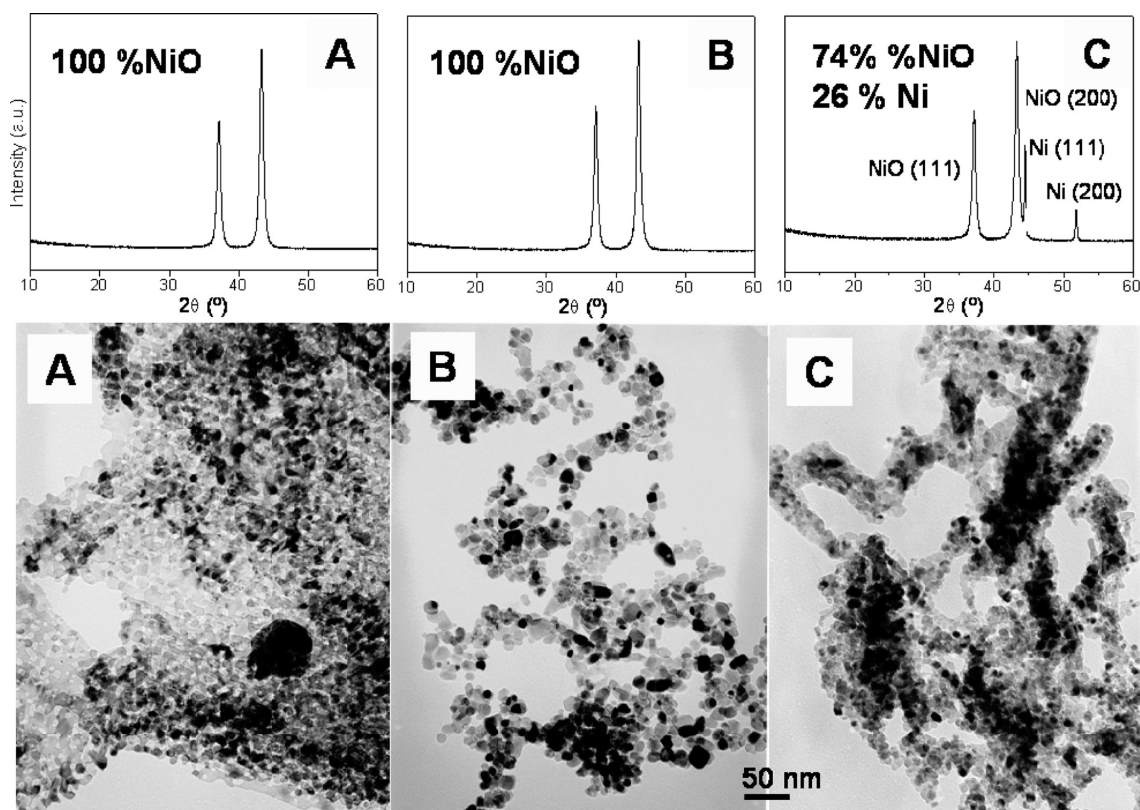 100 %NiO
A
Intensity (a.u.)
10 20 30 40 50 60
2θ (º)
100 %NiO
B
10 20 30 40 50 60
2θ (º)
74% %NiO
26 % Ni
C
NiO (200)
Ni (111)
NiO (111)
Ni (200)
10 20 30 40 50 60
2θ (º)
A
B
C
50 nm